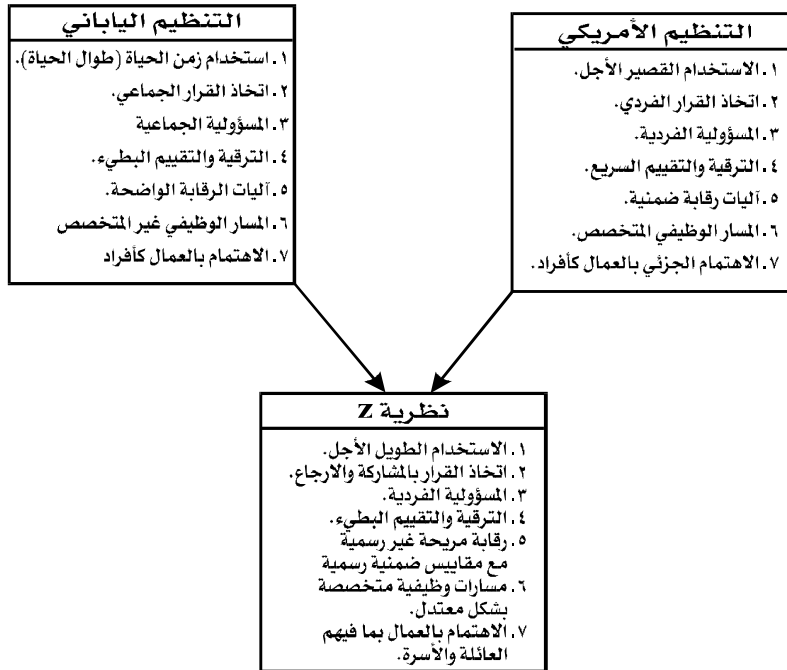 التنظيم الأمريكي
١. الاستخدام القصير الأجل.
٢. اتخاذ القرار الفردي.
٣. المسؤولية الفردية.
٤. الترقية والتقييم السريع.
٥. آليات رقابة ضمنية.
٦. المسار الوظيفي المتخصص.
٧. الاهتمام الجزئي بالعمال كأفراد.
التنظيم الياباني
١. استخدام زمن الحياة (طوال الحياة).
٢. اتخاذ القرار الجماعي.
٣. المسؤولية الجماعية
٤. الترقية والتقييم البطيء.
٥. آليات الرقابة الواضحة.
٦. المسار الوظيفي غير المتخصص
٧. الاهتمام بالعمال كأفراد
نظرية Z
١. الاستخدام الطويل الأجل.
٢. اتخاذ القرار بالمشاركة والارجاع.
٣. المسؤولية الفردية.
٤. الترقية والتقييم البطيء.
٥. رقابة مريحة غير رسمية
مع مقاييس ضمنية رسمية
٦. مسارات وظيفية متخصصة
بشكل معتدل.
٧. الاهتمام بالعمال بما فيهم
العائلة والأسرة.